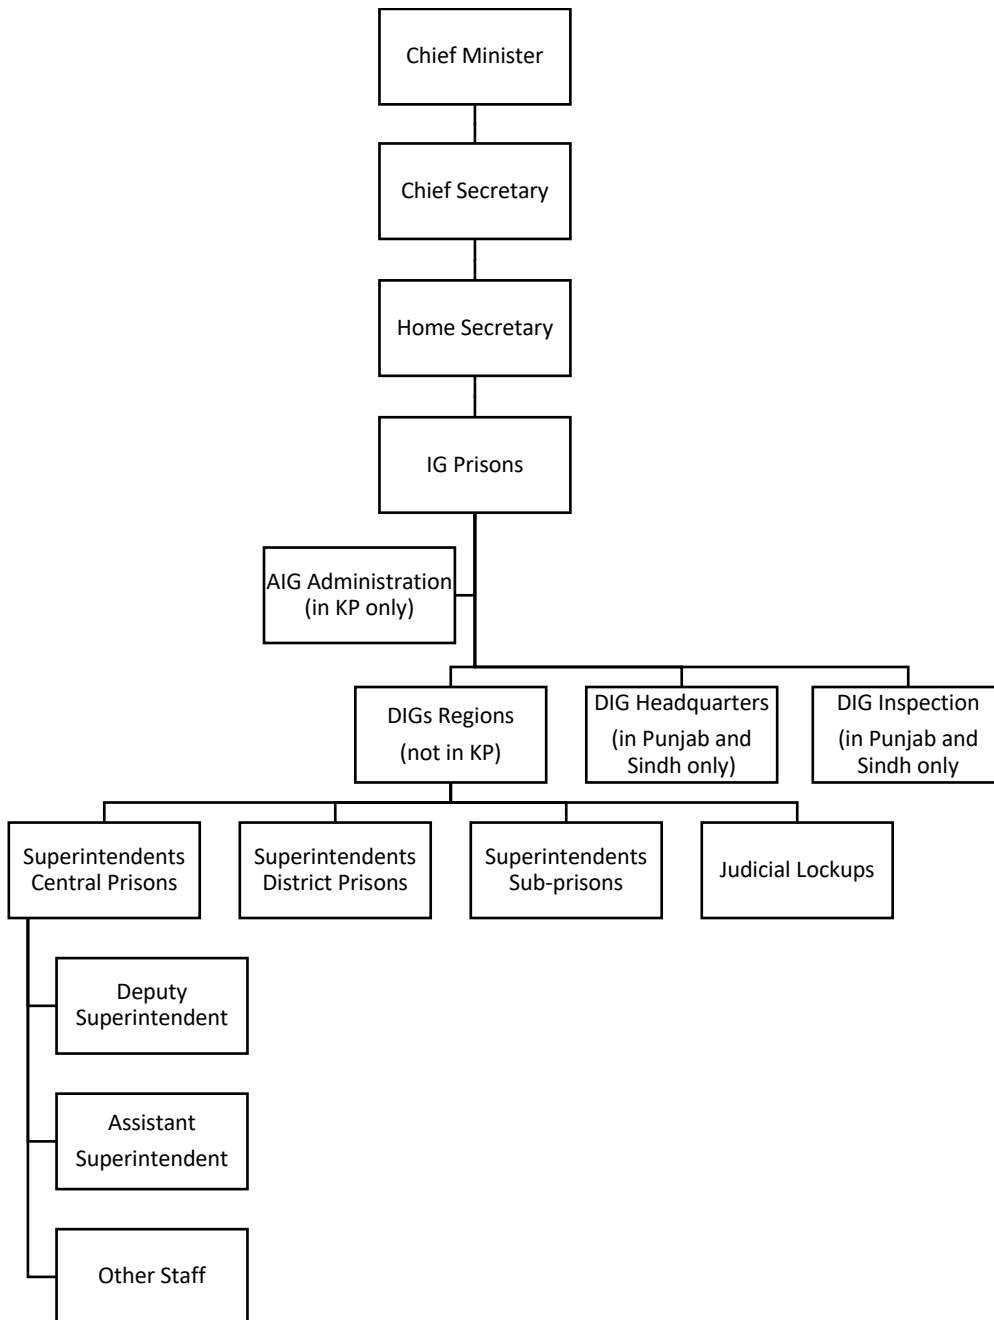 Chief Minister
Chief Secretary
Home Secretary
IG Prisons
AIG Administration
(in KP only)
DIGs Regions
(not in KP)
DIG Headquarters
(in Punjab and
Sindh only)
DIG Inspection
(in Punjab and
Sindh only
Superintendents
Central Prisons
Superintendents
District Prisons
Superintendents
Sub-prisons
Judicial Lockups
Deputy
Superintendent
Assistant
Superintendent
Other Staff